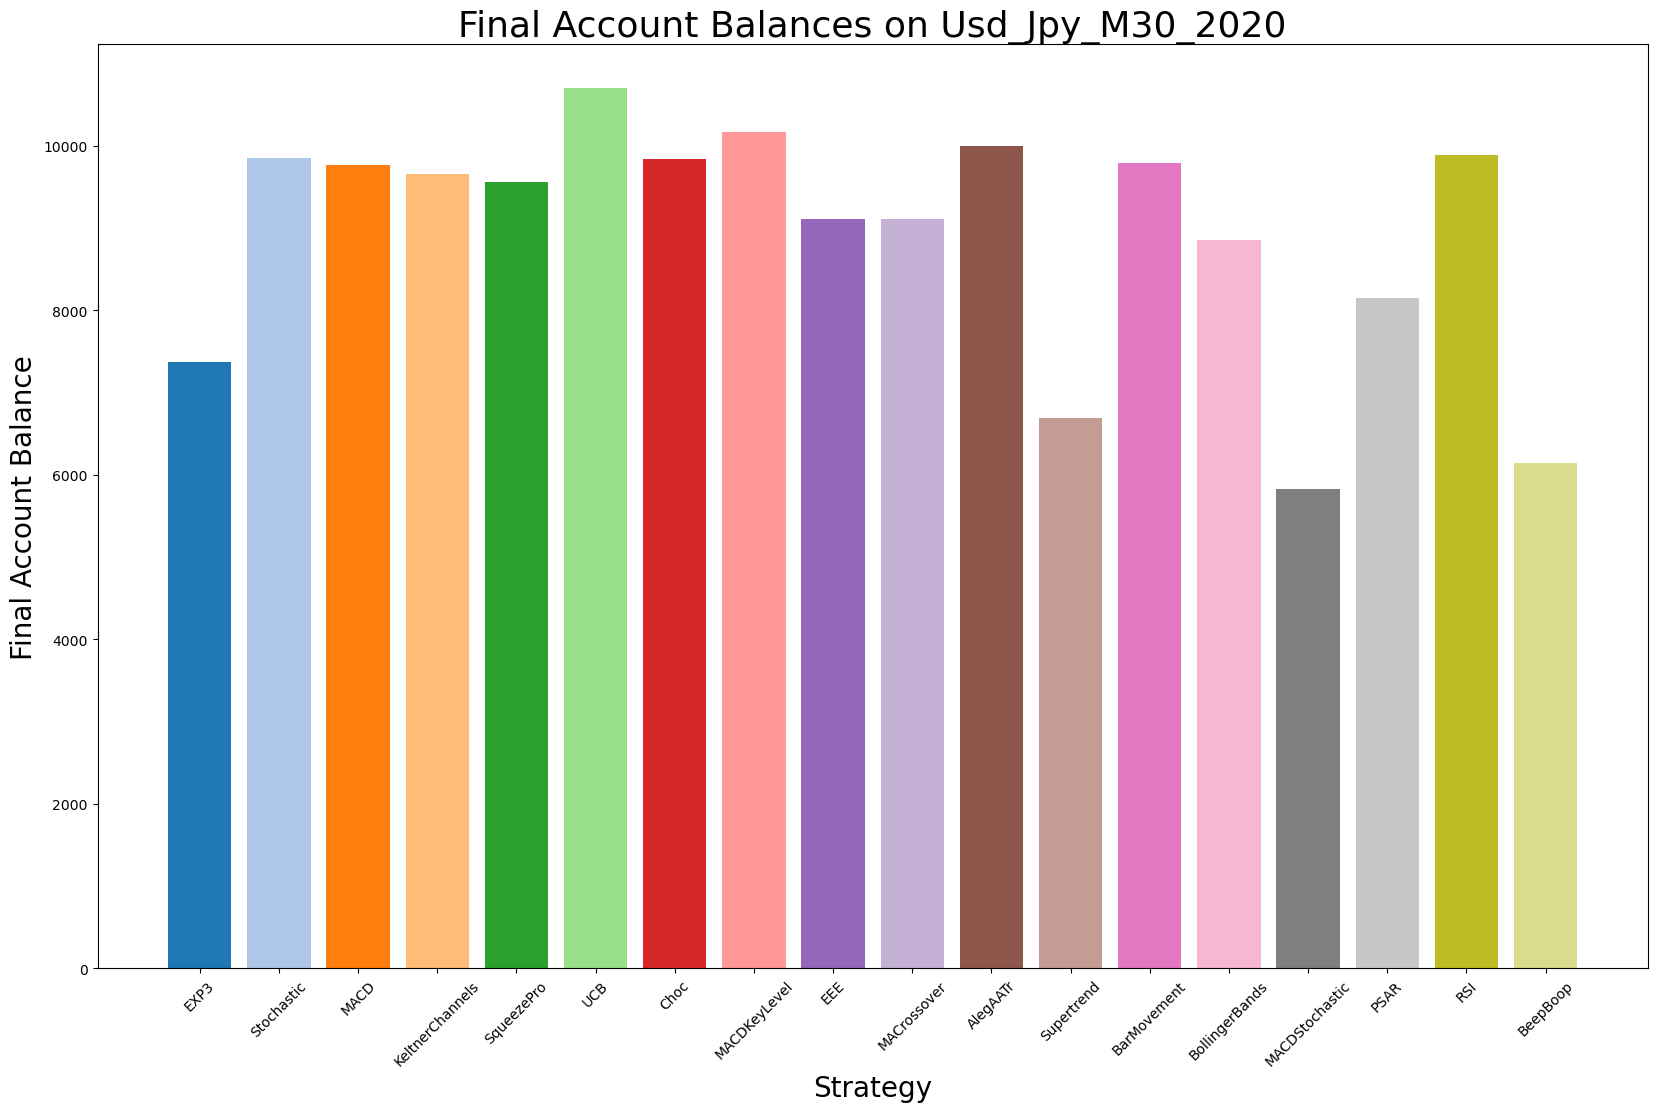 Final Account Balances on Usd_Jpy_M30_2020
Final Account Balance
10000
8000
6000
4000
2000
0
EXP3
Stochastic
MACD
KeltnerChannels
SqueezePro
UCB
Choc
MACDKeyLevel
EEE
MACrossover
AlegAATr
Supertrend
BarMovement
BollingerBands
MACDStochastic
PSAR
RSI
BeepBoop
Strategy